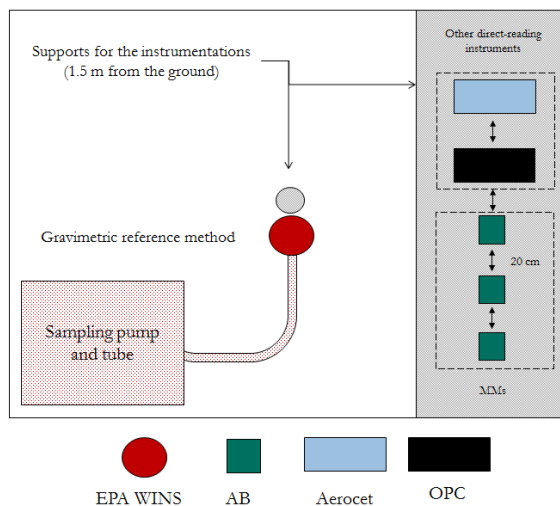 Supports for the instrumentations
(1.5 m from the ground)
Other direct-reading
instruments
Gravimetric reference method
20 cm
Sampling pump
and tube
MMs
EPA WINS
AB
Aerocet
OPC